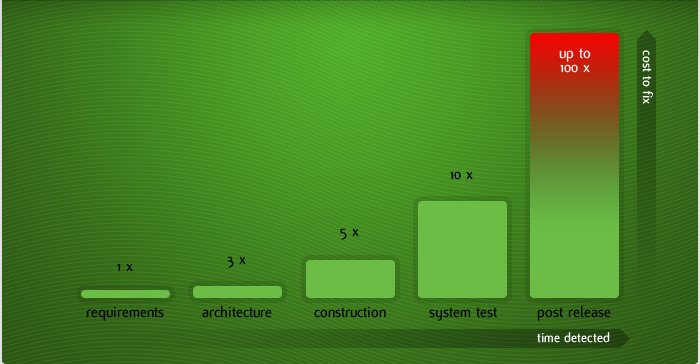 up to
100 x
cost to fix
10 x
5 x
3 x
1 x
requirements
architecture
construction
system test
post release
time detected